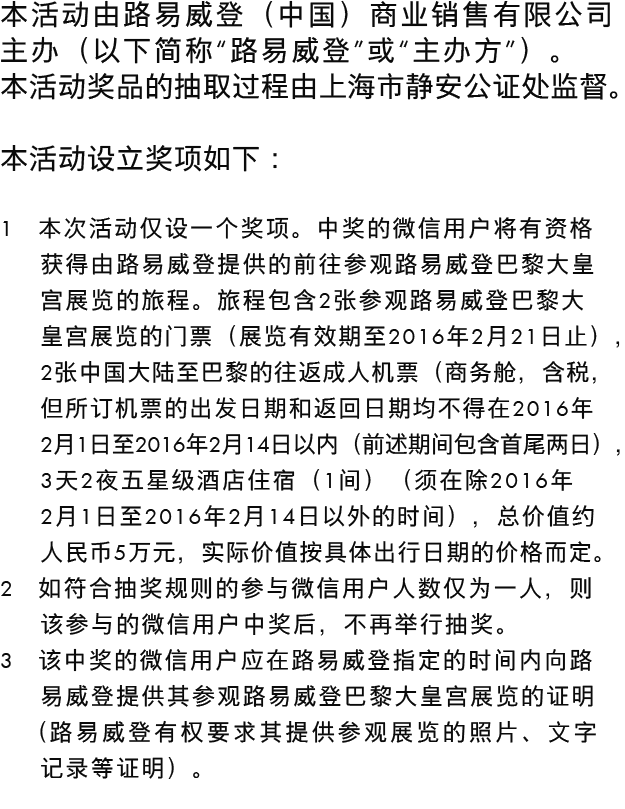 本活动由路易威登（中国）商业销售有限公司
主办（以下简称“路易威登”或“主办方”）。
本活动奖品的抽取过程由上海市静安公证处监督。
本活动设立奖项如下：
1 本次活动仅设一个奖项。中奖的微信用户将有资格
获得由路易威登提供的前往参观路易威登巴黎大皇
宫展览的旅程。旅程包含2张参观路易威登巴黎大
皇宫展览的门票（展览有效期至2016年2月21日止），
2张中国大陆至巴黎的往返成人机票（商务舱，含税，
但所订机票的出发日期和返回日期均不得在2016年
2月1日至2016年2月14日以内（前述期间包含首尾两日），
3天2夜五星级酒店住宿（1间）（须在除2016年
2月1日至2016年2月14日以外的时间），总价值约
人民币5万元，实际价值按具体出行日期的价格而定。
2 如符合抽奖规则的参与微信用户人数仅为一人，则
该参与的微信用户中奖后，不再举行抽奖。
3 该中奖的微信用户应在路易威登指定的时间内向路
易威登提供其参观路易威登巴黎大皇宫展览的证明
（路易威登有权要求其提供参观展览的照片、文字
记录等证明）。